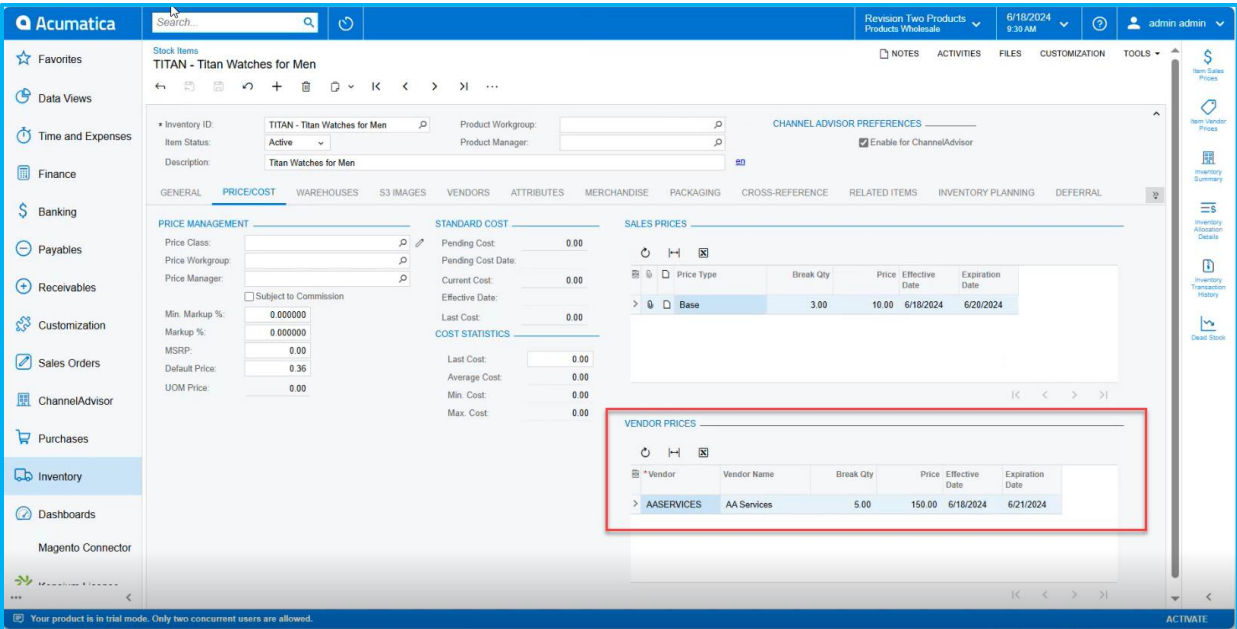 Acumatica
Search...
Revision Two Products
Products Wholesale
6/18/2024
9:30 AM
admin admin
Favorites
Data Views
Time and Expenses
Finance
Banking
Payables
Receivables
Customization
Sales Orders
ChannelAdvisor
Purchases
Inventory
Dashboards
Magento Connector
Stock Items
TITAN - Titan Watches for Men
NOTES ACTIVITIES FILES CUSTOMIZATION TOOLS
* Inventory ID: TITAN - Titan Watches for Men Product Workgroup: CHANNEL ADVISOR PREFERENCES
Item Status: Active Product Manager: Enable for ChannelAdvisor
Description: Titan Watches for Men en
GENERAL PRICE/COST WAREHOUSES S3 IMAGES VENDORS ATTRIBUTES MERCHANDISE PACKAGING CROSS-REFERENCE RELATED ITEMS INVENTORY PLANNING DEFERRAL
PRICE MANAGEMENT
Price Class:
Price Workgroup:
Price Manager:
Subject to Commission
Min. Markup %: 0.000000
Markup %: 0.000000
MSRP: 0.00
Default Price: 0.36
UOM Price: 0.00
STANDARD COST
Pending Cost: 0.00
Pending Cost Date:
Current Cost: 0.00
Effective Date:
Last Cost: 0.00
COST STATISTICS
Last Cost: 0.00
Average Cost: 0.00
Min. Cost: 0.00
Max. Cost: 0.00
SALES PRICES
Price Type Break Qty Price Effective Date Expiration Date
Base 3.00 10.00 6/18/2024 6/20/2024
VENDOR PRICES
* Vendor Vendor Name Break Qty Price Effective Date Expiration Date
AASERVICES AA Services 5.00 150.00 6/18/2024 6/21/2024
Item Sales
Prices
Item Vendor
Prices
Inventory
Summary
Inventory
Allocation
Details
Inventory
Transaction
History
Dead Stock
Your product is in trial mode. Only two concurrent users are allowed.
ACTIVATE